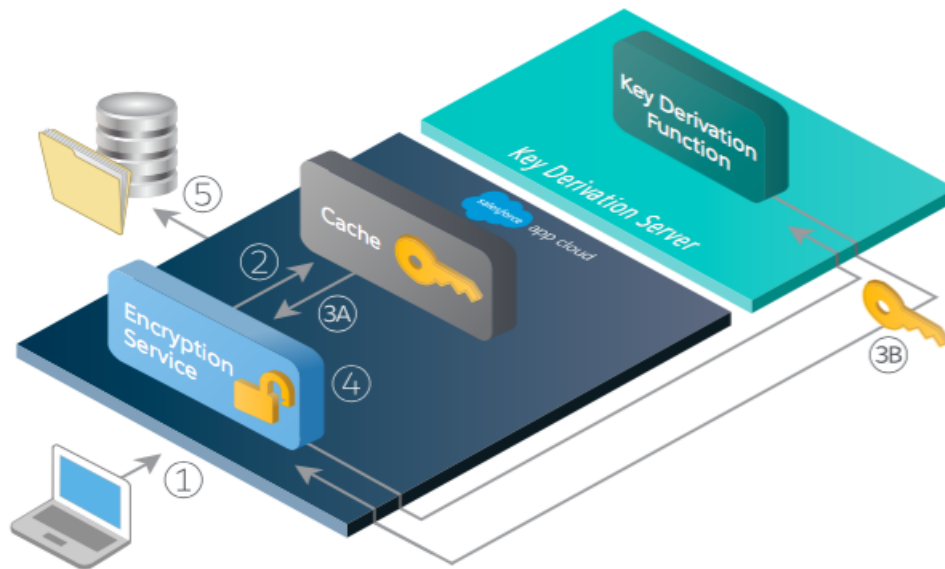 Key Derivation
Function
Key Derivation Server
salesforce
app cloud
Cache
5
2
3A
Encryption
Service
4
3B
1